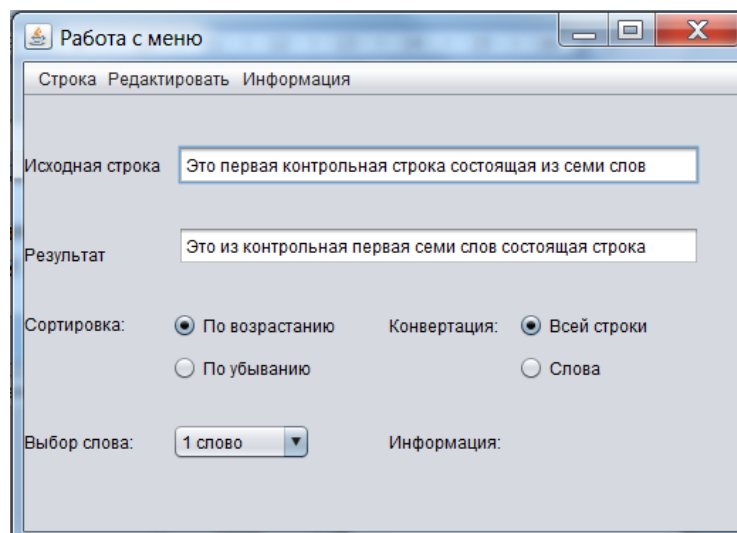 Работа с меню
Строка Редактировать Информация
Исходная строка Это первая контрольная строка состоящая из семи слов
Результат Это из контрольная первая семи слов состоящая строка
Сортировка: По возрастанию Конвертация: Всей строки
По убыванию Слова
Выбор слова: 1 слово Информация: